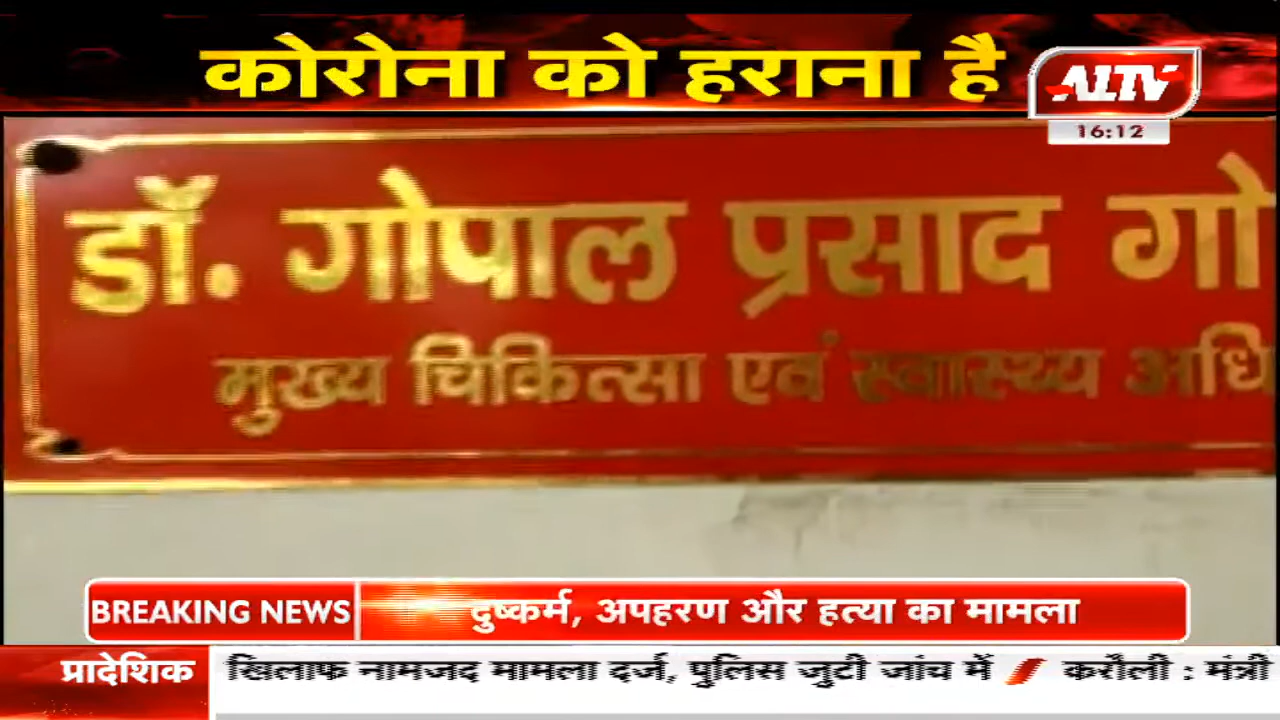 कोरोना को हराना है
ALTV
16:12
डॉ. गोपाल प्रसाद गो
मुख्य चिकित्सा एवं स्वास्थ्य अधि
BREAKING NEWS
दुष्कर्म, अपहरण और हत्या का मामला
प्रादेशिक
खिलाफ नामजद मामला दर्ज, पुलिस जुटी जांच में / करौली : मंत्री